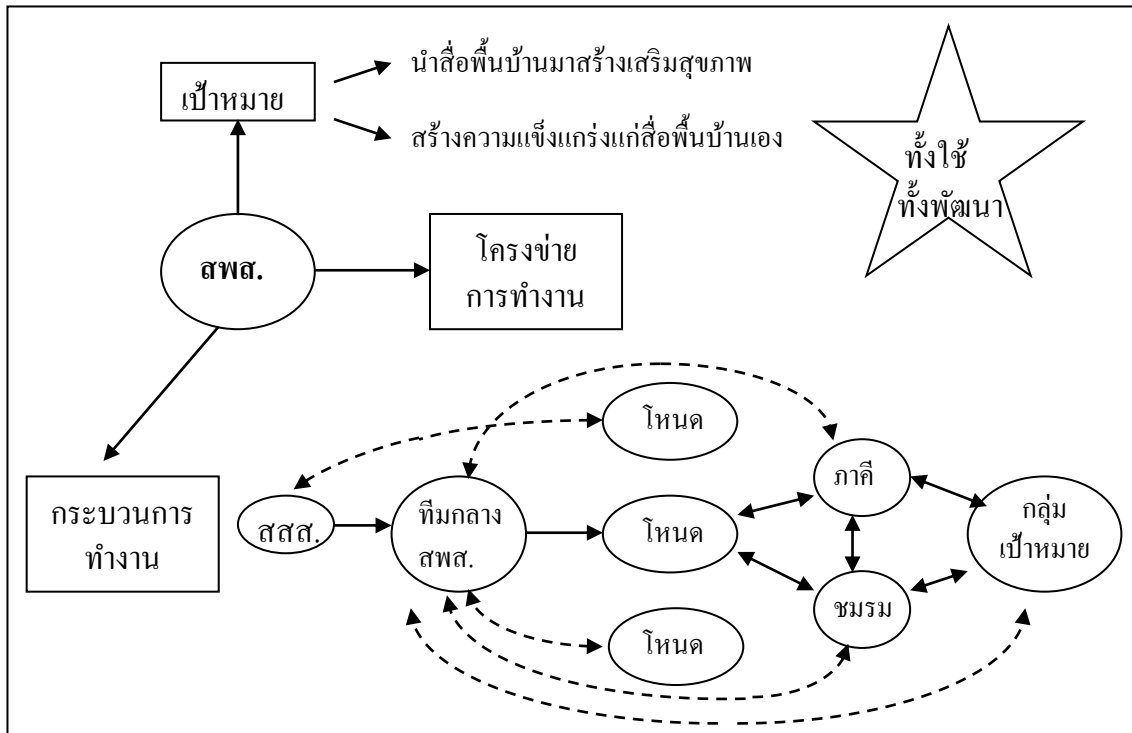 นำสื่อพื้นบ้านมาสร้างเสริมสุขภาพ
เป้าหมาย
สร้างความแข็งแกร่งแก่สื่อพื้นบ้านเอง
ทั้งใช้
ทั้งพัฒนา
สพส.
โครงข่าย
การทำงาน
โหนด
ภาคี
กระบวนการ
ทำงาน
สสส.
ทีมกลาง
สพส.
โหนด
กลุ่ม
เป้าหมาย
ชมรม
โหนด